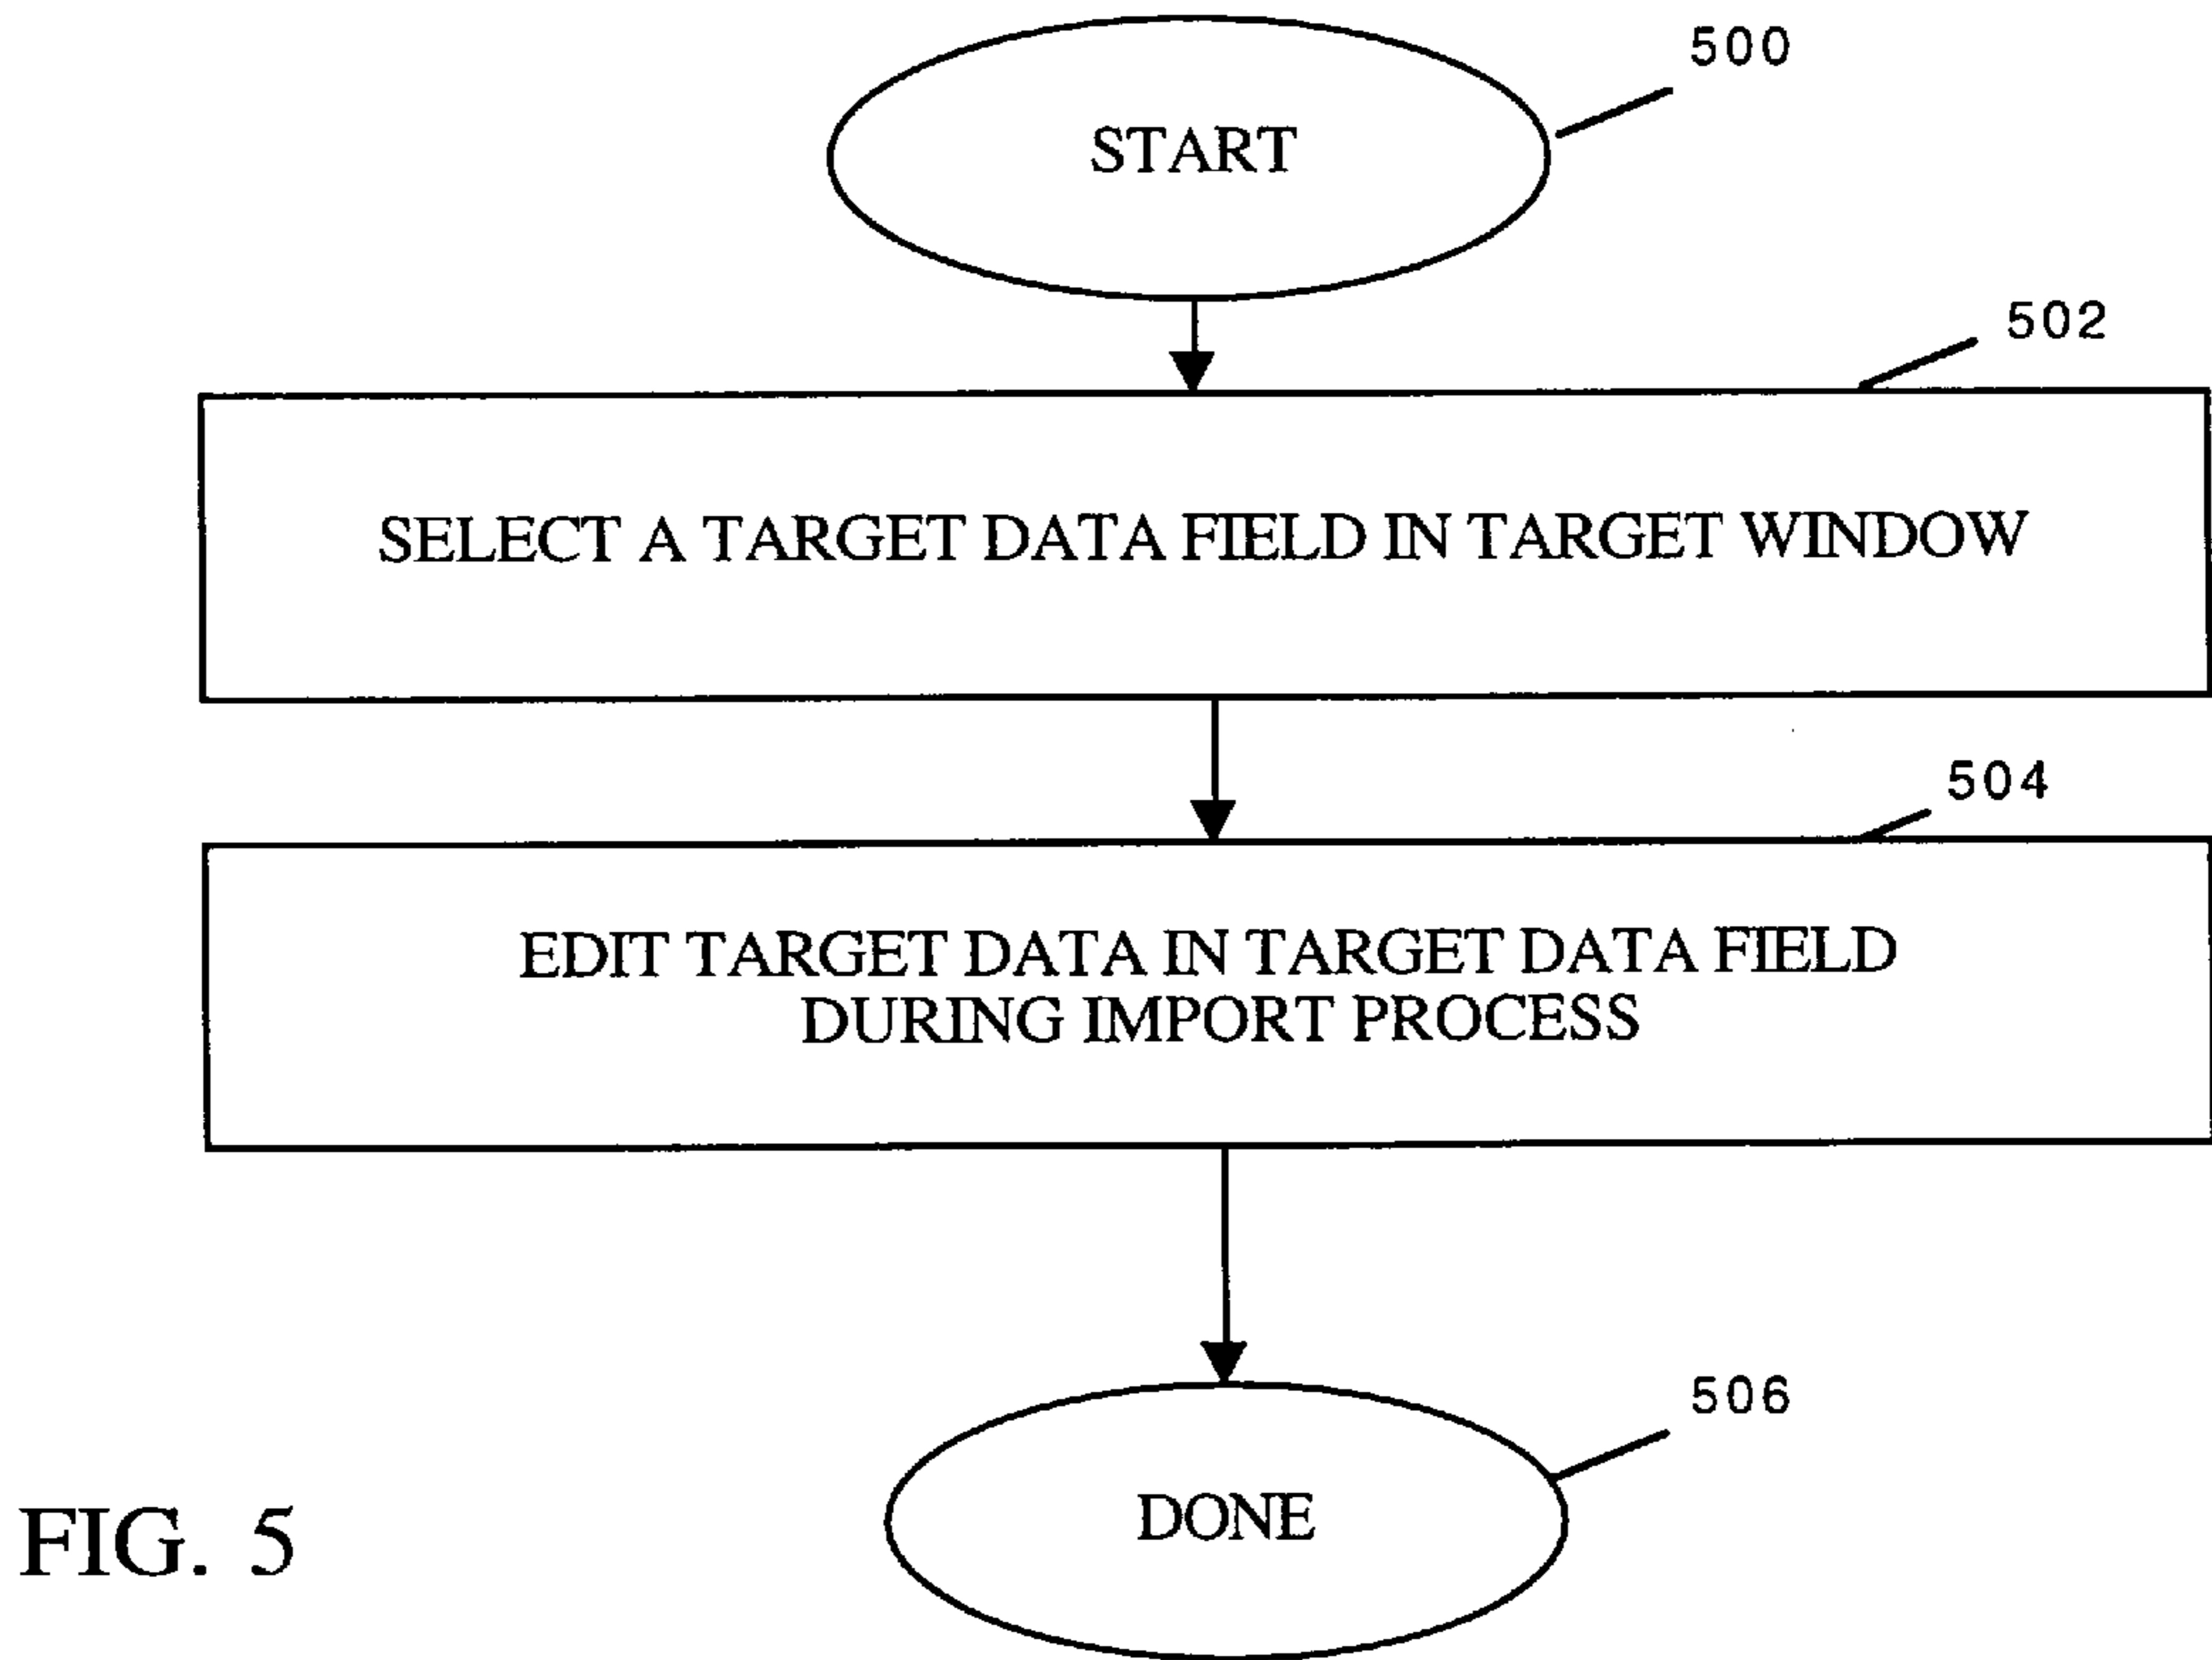 500
START
502
SELECT A TARGET DATA FIELD IN TARGET WINDOW
504
EDIT TARGET DATA IN TARGET DATA FIELD
DURING IMPORT PROCESS
506
DONE
FIG. 5